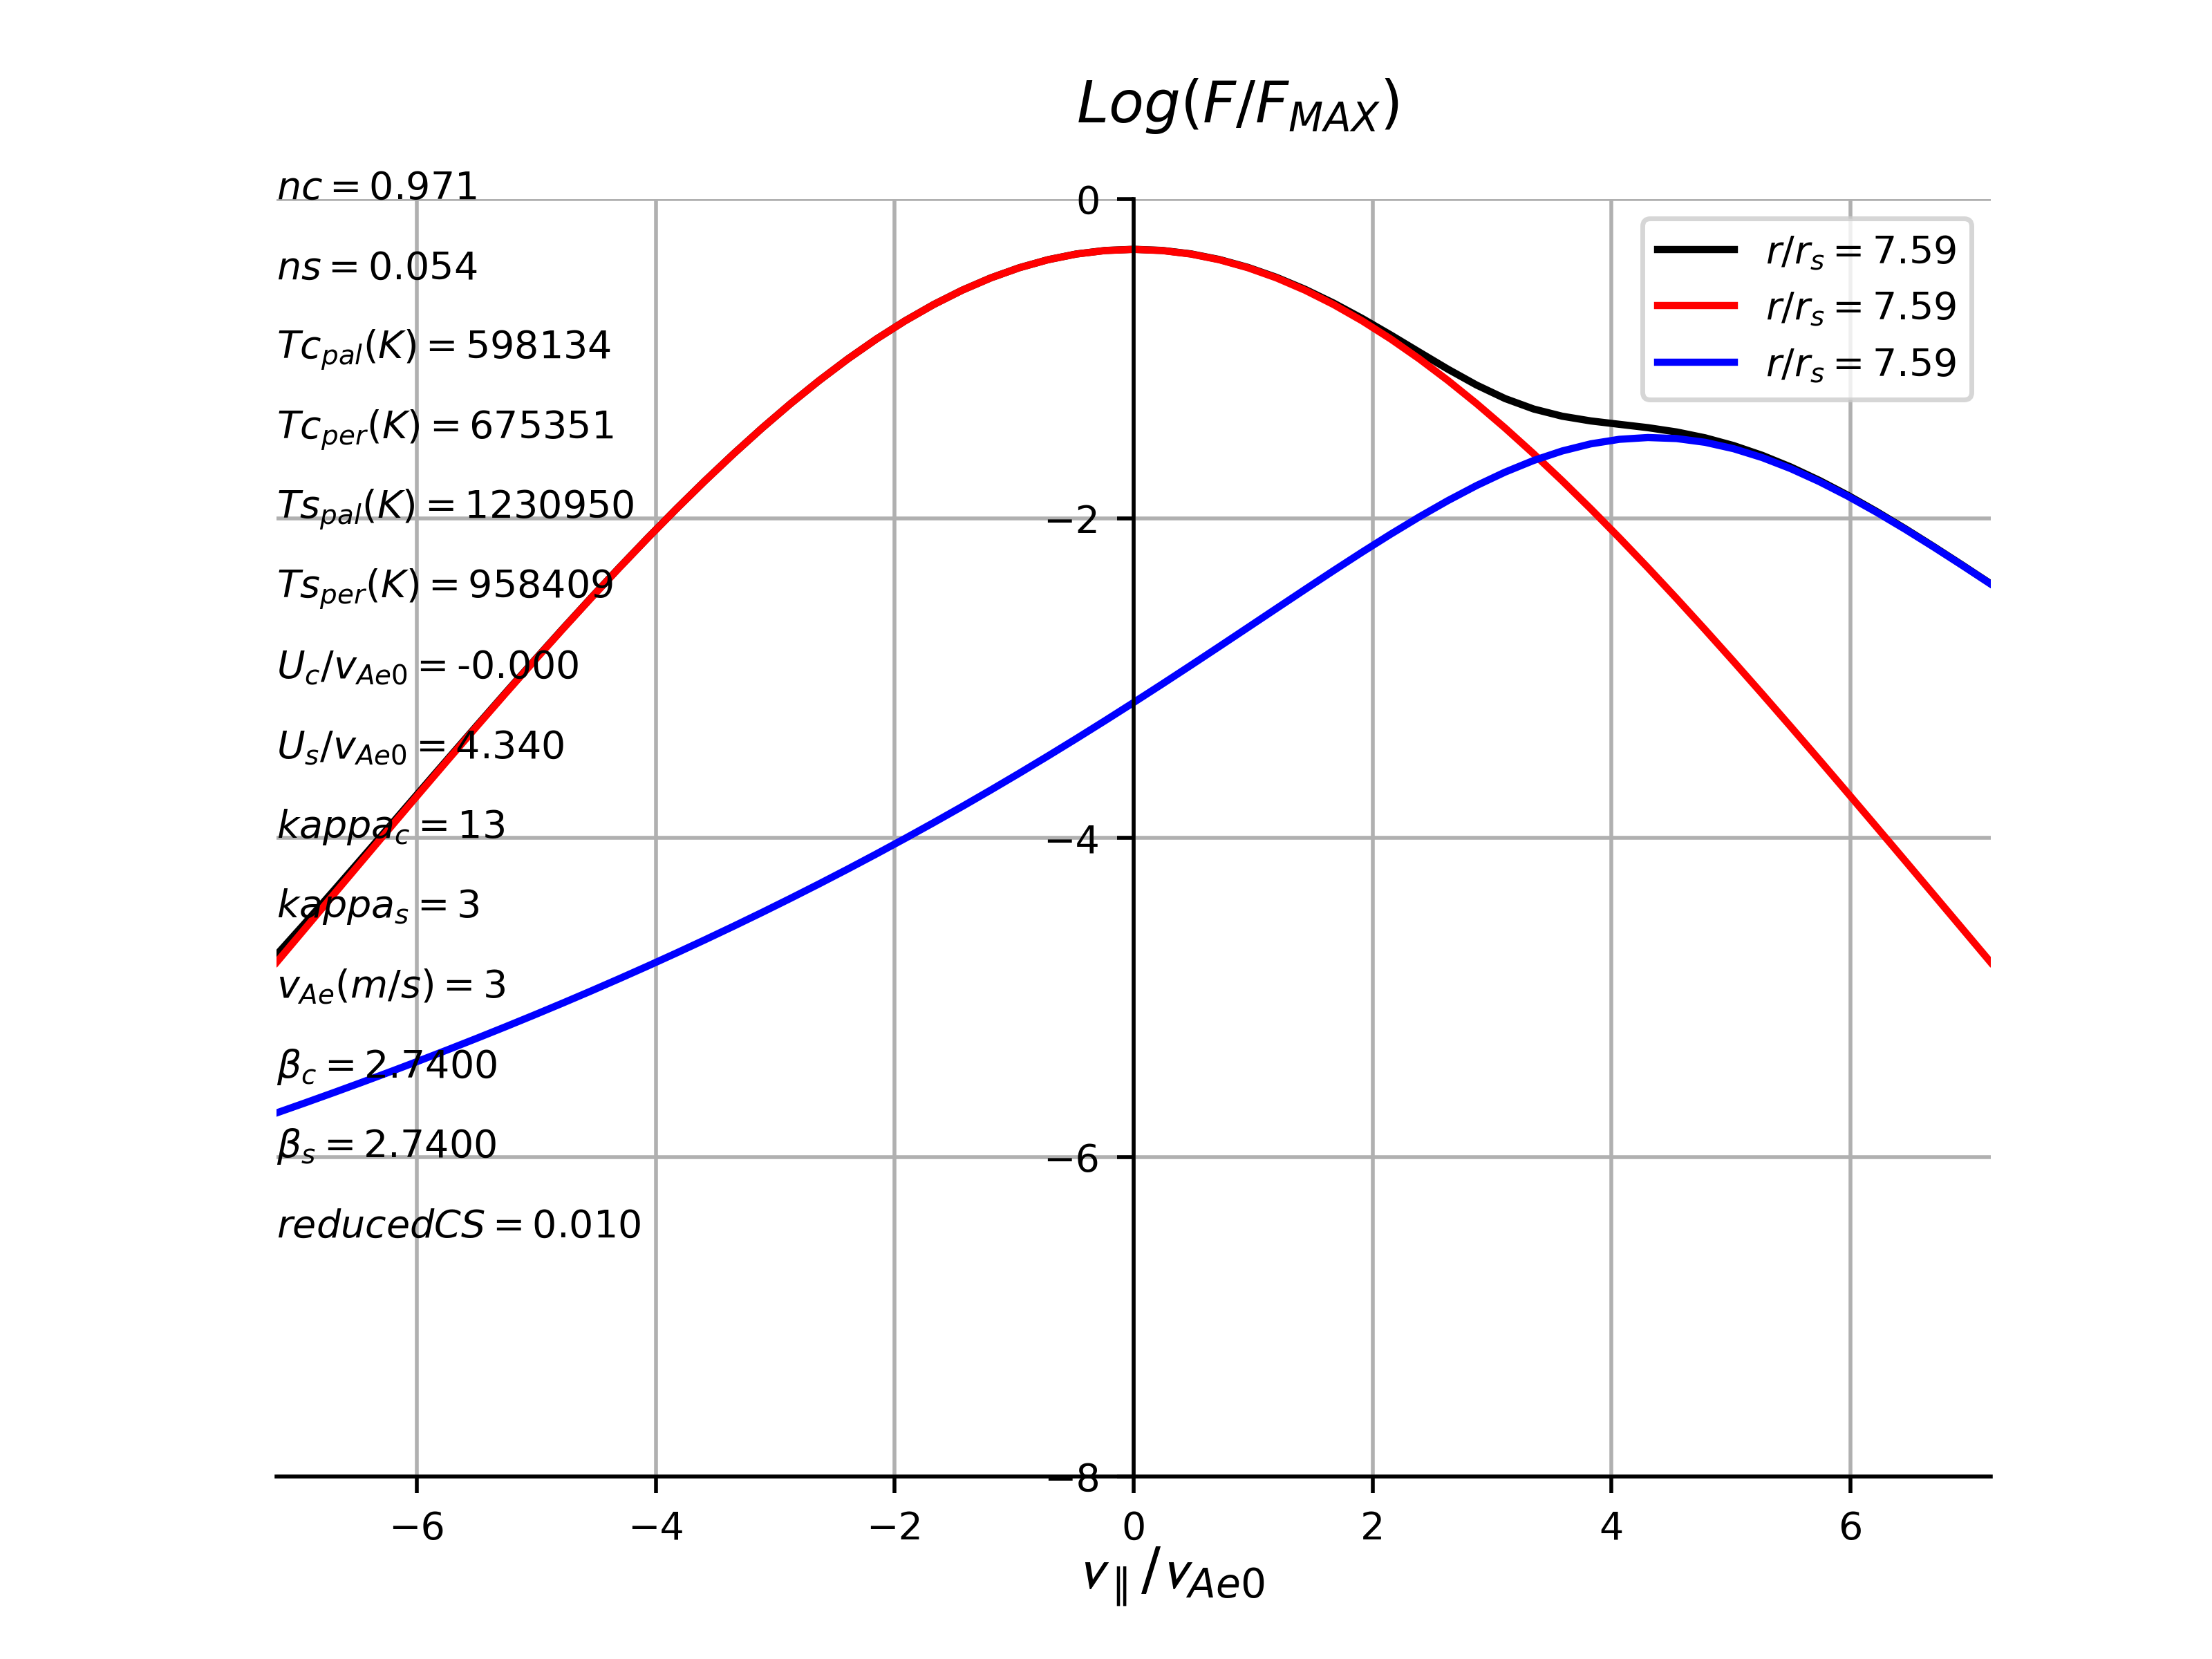 Log(F/F_MAX)
nc = 0.971
ns = 0.054
Tc_pal(K) = 598134
Tc_per(K) = 675351
Ts_pal(K) = 1230950
Ts_per(K) = 958409
U_c/v_Ae0 = -0.000
U_s/v_Ae0 = 4.340
kappa_c = 13
kappa_s = 3
v_Ae(m/s) = 3
β_c = 2.7400
β_s = 2.7400
reducedCS = 0.010
0
−2
−4
−6
−8
r/r_s = 7.59
r/r_s = 7.59
r/r_s = 7.59
−6 −4 −2 0 2 4 6
v_∥/v_Ae0